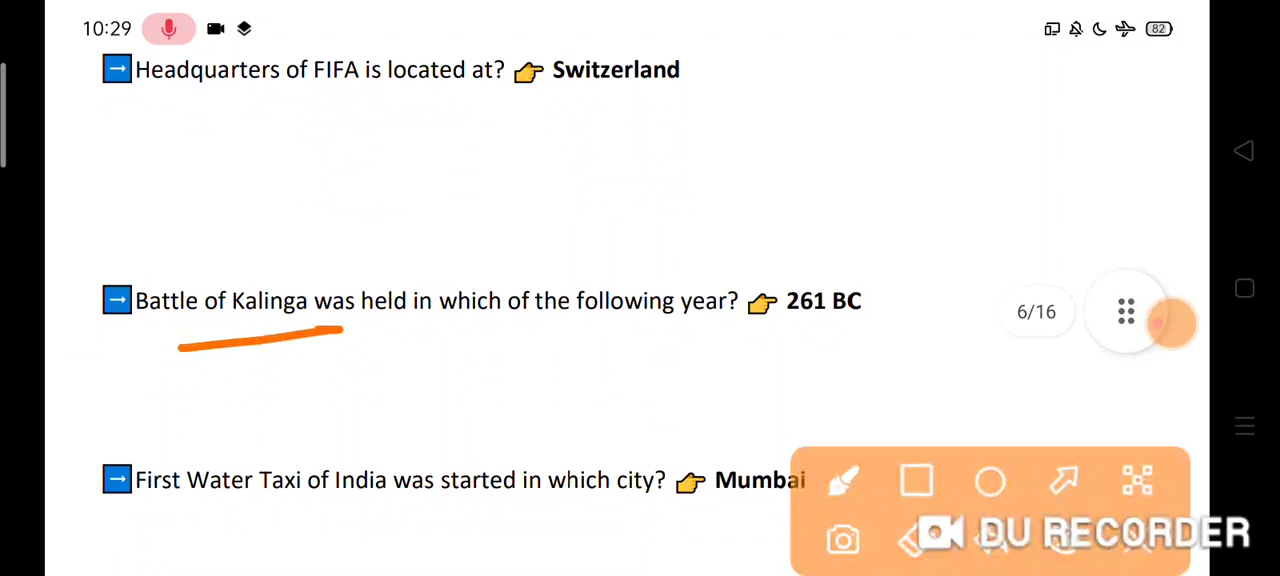 10:29 82
➡Headquarters of FIFA is located at? 👉 Switzerland
➡Battle of Kalinga was held in which of the following year? 👉 261 BC
6/16
➡First Water Taxi of India was started in which city? 👉 Mumbai
DU RECORDER